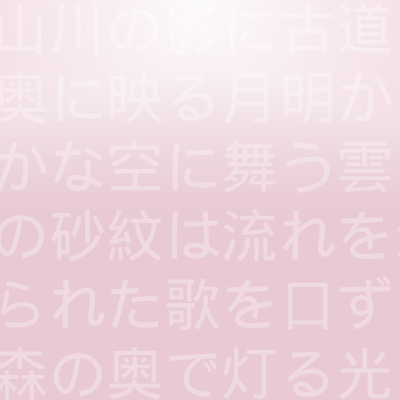 山川の影に古道
奥に映る月明か
かな空に舞う雲
の砂紋は流れを
られた歌を口ず
森の奥で灯る光